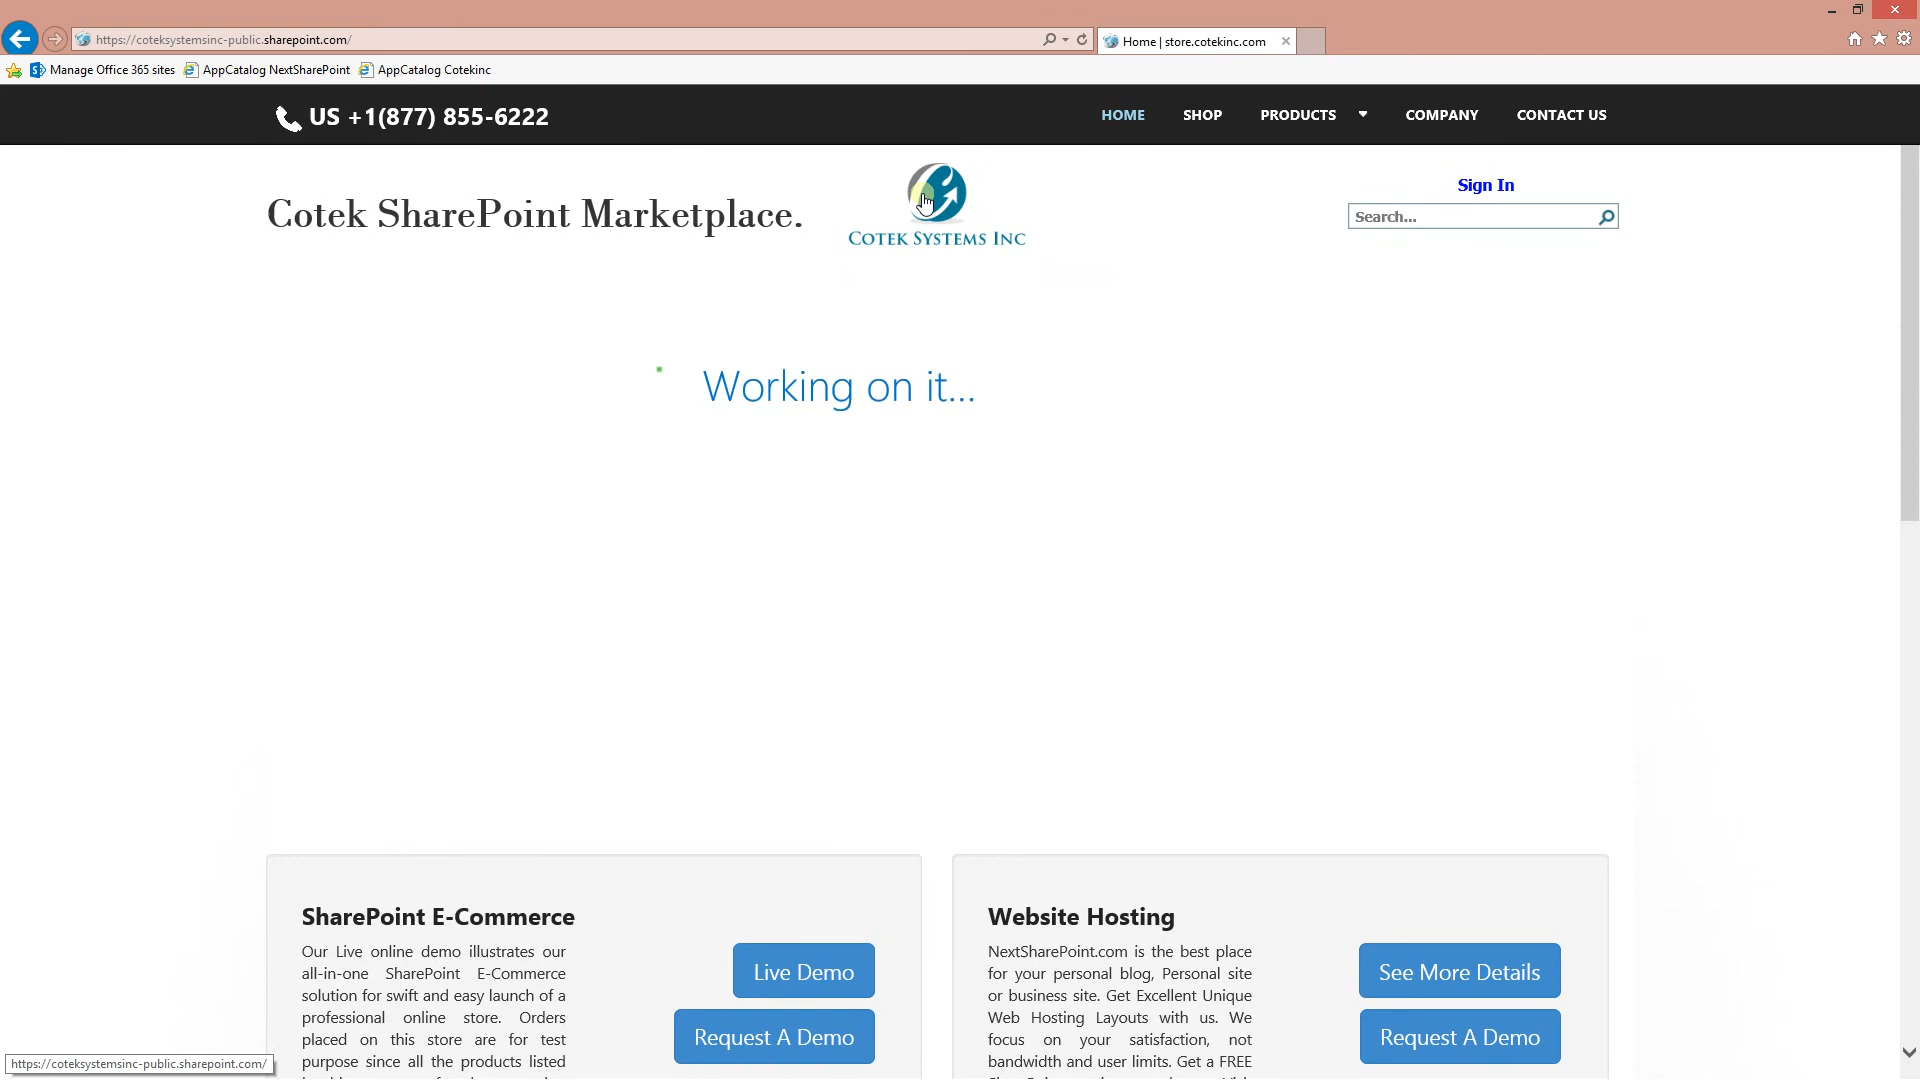 https://coteksystemsinc-public.sharepoint.com/
Home | store.cotekinc.com
Manage Office 365 sites
AppCatalog NextSharePoint
AppCatalog Cotekinc
US +1(877) 855-6222
HOME
SHOP
PRODUCTS
COMPANY
CONTACT US
Cotek SharePoint Marketplace.
COTEK SYSTEMS INC
Sign In
Search...
Working on it...
SharePoint E-Commerce
Our Live online demo illustrates our
all-in-one SharePoint E-Commerce
solution for swift and easy launch of a
professional online store. Orders
placed on this store are for test
purpose since all the products listed
Live Demo
Request A Demo
Website Hosting
NextSharePoint.com is the best place
for your personal blog, Personal site
or business site. Get Excellent Unique
Web Hosting Layouts with us. We
focus on your satisfaction, not
bandwidth and user limits. Get a FREE
See More Details
Request A Demo
https://coteksystemsinc-public.sharepoint.com/